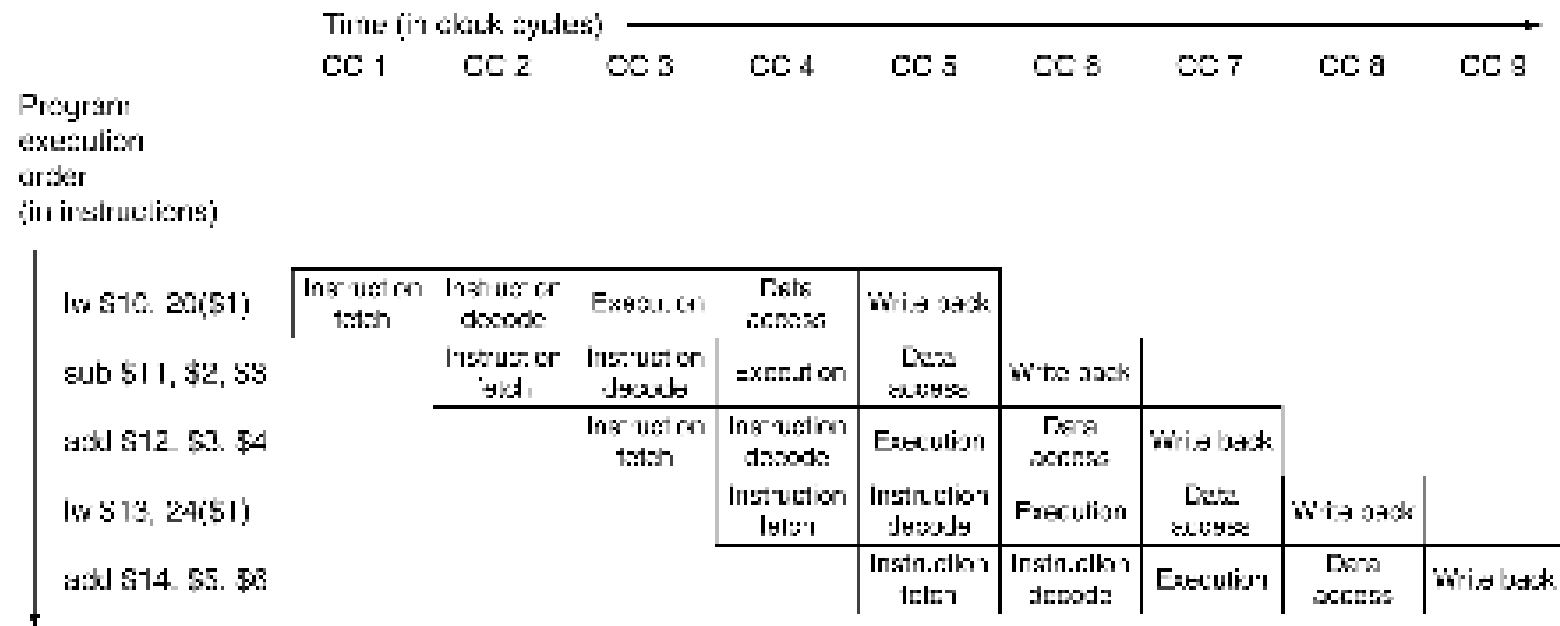 Time (in clock cycles)
CC 1 CC 2 CC 3 CC 4 CC 5 CC 6 CC 7 CC 8 CC 9
Program
execution
order
(in instructions)
lw $10, 20($1) Instruction fetch Instruction decode Execution Data access Write back
sub $11, $2, $3 Instruction fetch Instruction decode Execution Data access Write back
add $12, $3, $4 Instruction fetch Instruction decode Execution Data access Write back
lw $13, 24($1) Instruction fetch Instruction decode Execution Data access Write back
add $14, $5, $6 Instruction fetch Instruction decode Execution Data access Write back